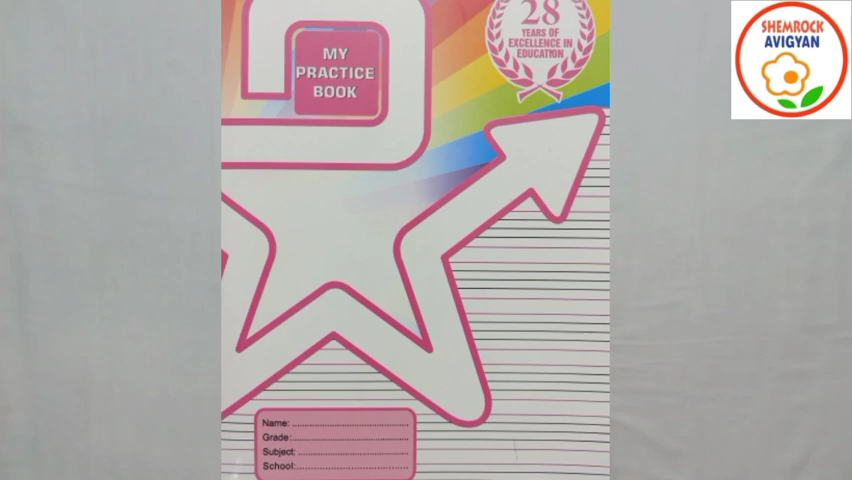 28
YEARS OF
EXCELLENCE IN
EDUCATION
MY
PRACTICE
BOOK
SHEMROCK
AVIGYAN
Name:
Grade:
Subject:
School: